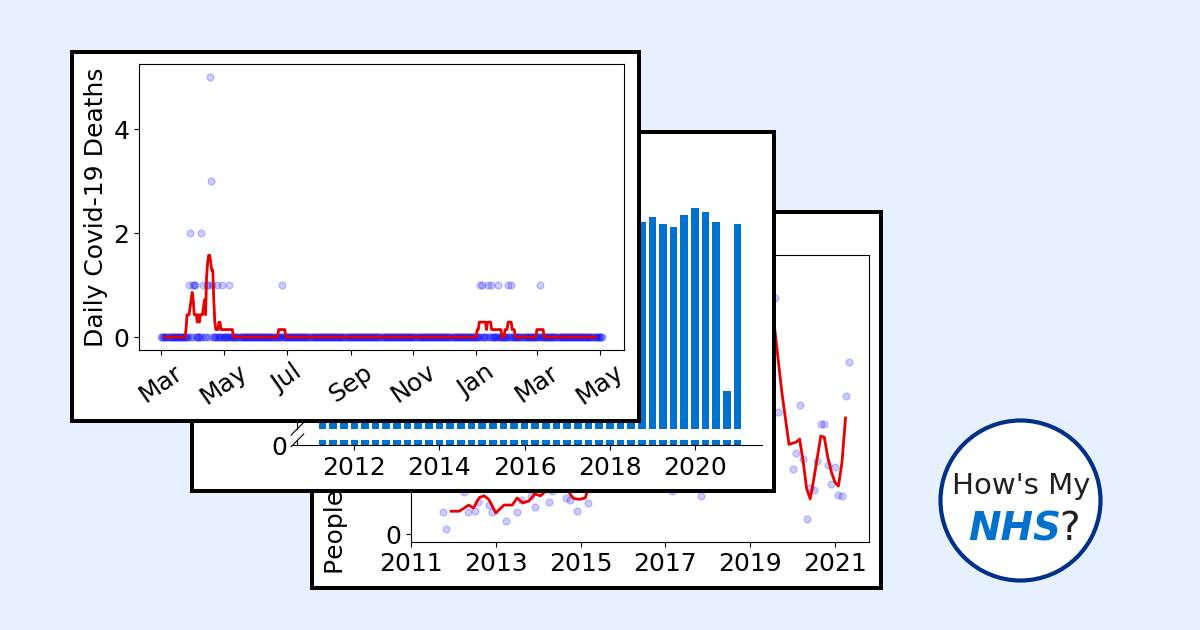 Daily Covid-19 Deaths
4
2
0
Mar May Jul Sep Nov Jan Mar May
0
2012 2014 2016 2018 2020
People
0
2011 2013 2015 2017 2019 2021
How's My
NHS?